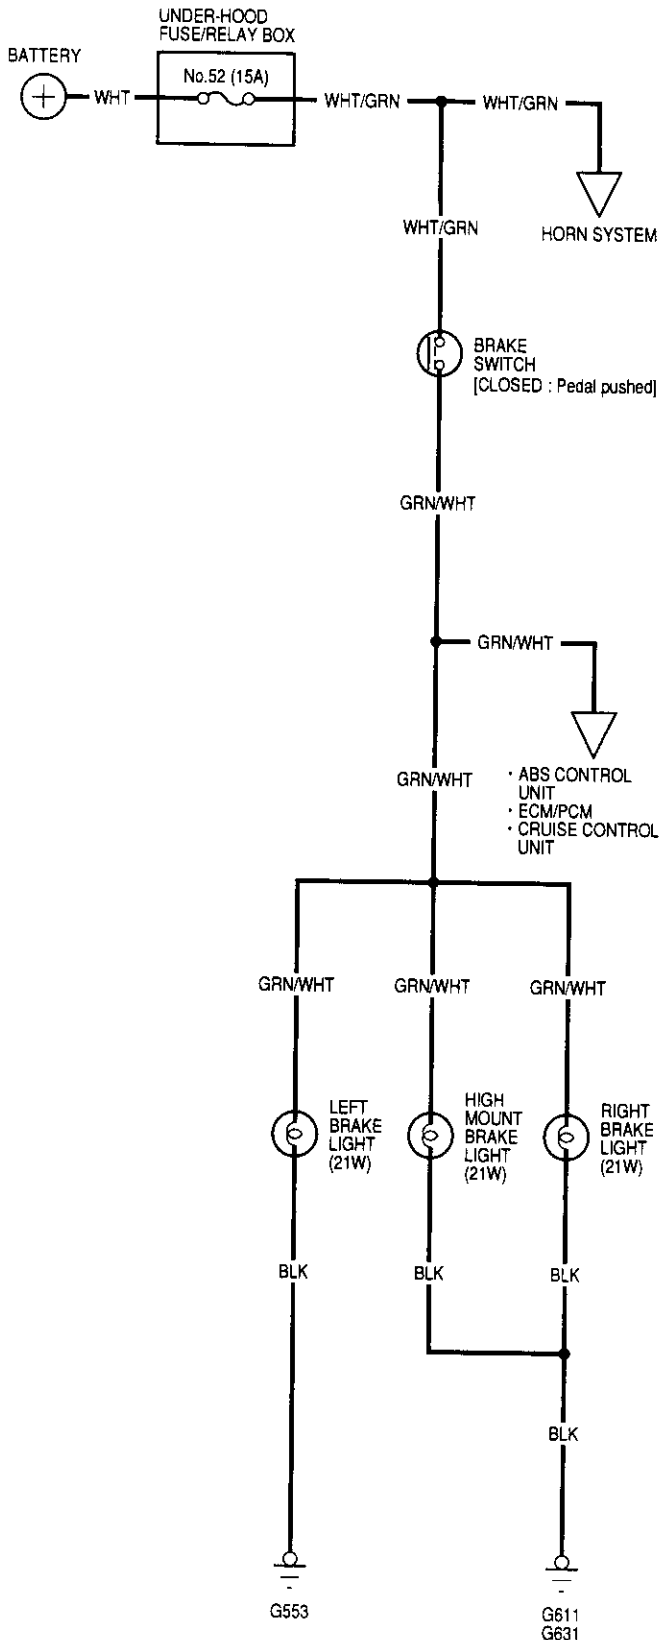 UNDER-HOOD
FUSE/RELAY BOX
BATTERY
No.52 (15A)
WHT
WHT/GRN
WHT/GRN
WHT/GRN
HORN SYSTEM
BRAKE
SWITCH
[CLOSED : Pedal pushed]
GRN/WHT
GRN/WHT
GRN/WHT
· ABS CONTROL
UNIT
· ECM/PCM
· CRUISE CONTROL
UNIT
GRN/WHT
GRN/WHT
GRN/WHT
LEFT
BRAKE
LIGHT
(21W)
HIGH
MOUNT
BRAKE
LIGHT
(21W)
RIGHT
BRAKE
LIGHT
(21W)
BLK
BLK
BLK
BLK
G553
G611
G631